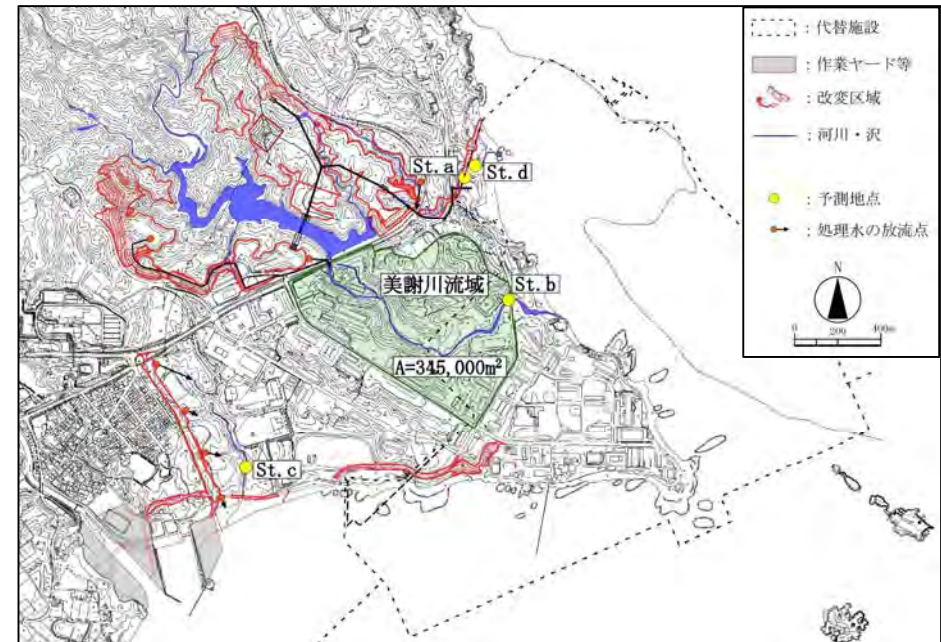 ：代替施設
：作業ヤード等
：改変区域
：河川・沢
：予測地点
：処理水の放流点
N
0 200 400m
St.a
St.d
美謝川流域
St.b
A=345,000m²
St.c